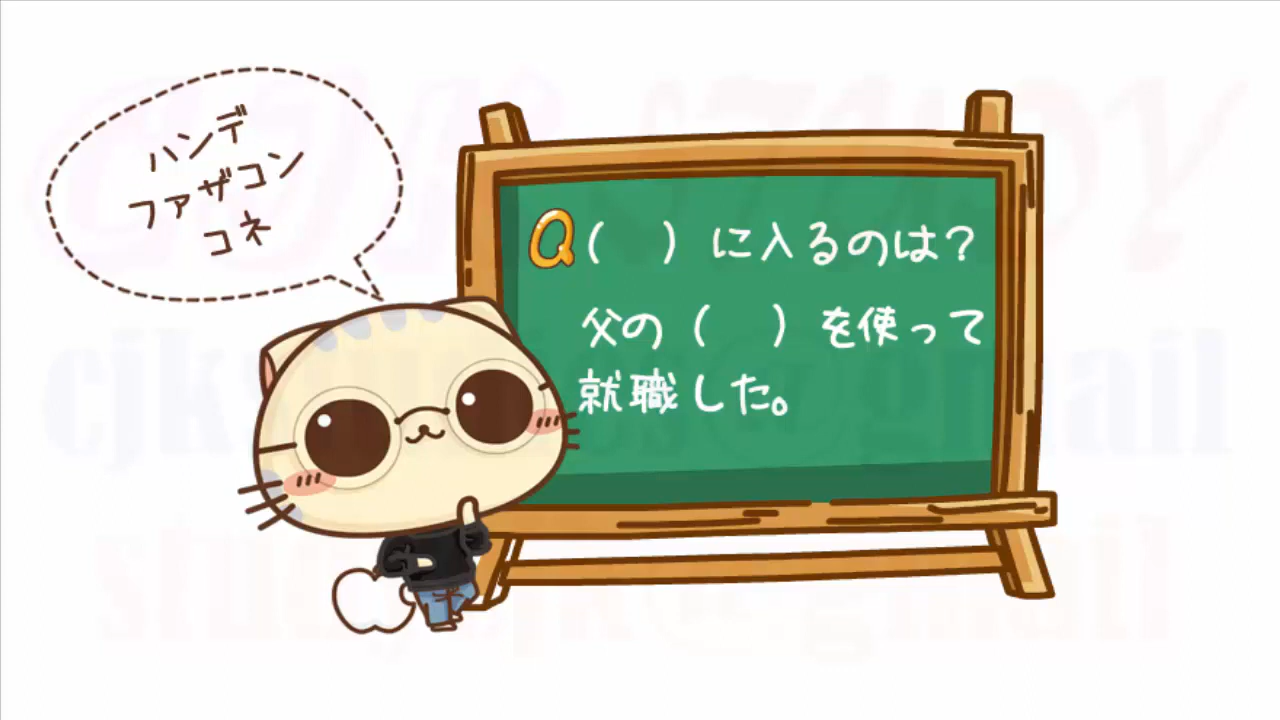 ハンデ
ファザコン
コネ
Q（　）に入るのは？
父の（　）を使って
就職した。